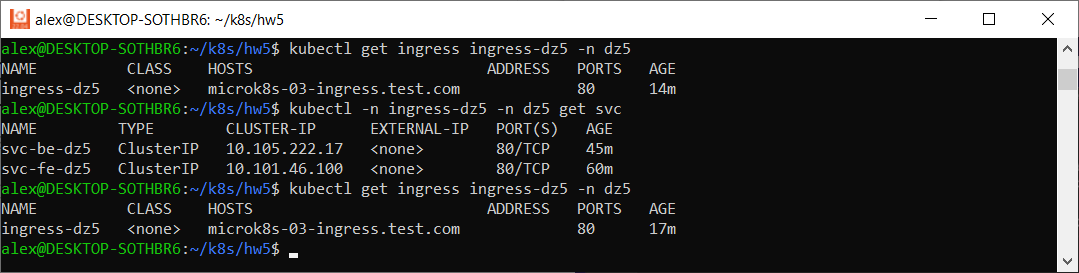 alex@DESKTOP-SOTHBR6: ~/k8s/hw5
alex@DESKTOP-SOTHBR6:~/k8s/hw5$ kubectl get ingress ingress-dz5 -n dz5
NAME CLASS HOSTS ADDRESS PORTS AGE
ingress-dz5 <none> microk8s-03-ingress.test.com 80 14m
alex@DESKTOP-SOTHBR6:~/k8s/hw5$ kubectl -n ingress-dz5 -n dz5 get svc
NAME TYPE CLUSTER-IP EXTERNAL-IP PORT(S) AGE
svc-be-dz5 ClusterIP 10.105.222.17 <none> 80/TCP 45m
svc-fe-dz5 ClusterIP 10.101.46.100 <none> 80/TCP 60m
alex@DESKTOP-SOTHBR6:~/k8s/hw5$ kubectl get ingress ingress-dz5 -n dz5
NAME CLASS HOSTS ADDRESS PORTS AGE
ingress-dz5 <none> microk8s-03-ingress.test.com 80 17m
alex@DESKTOP-SOTHBR6:~/k8s/hw5$